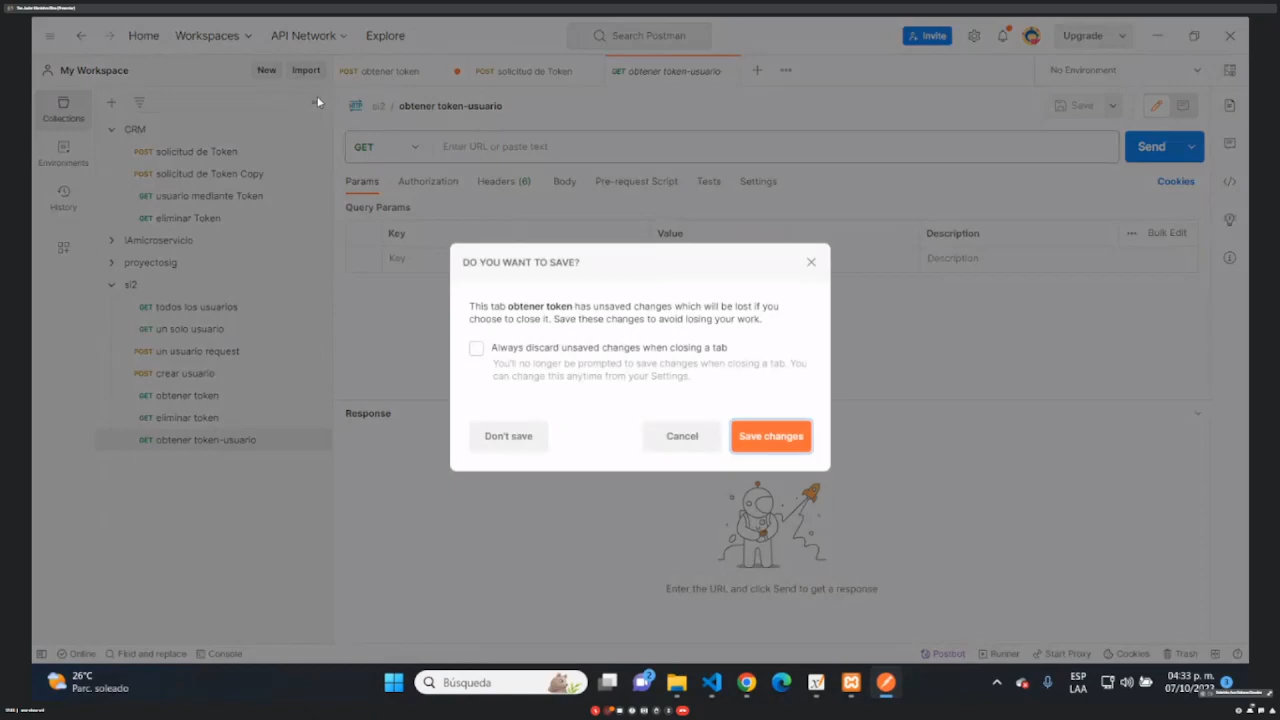 Home
Workspaces
API Network
Explore
Search Postman
Invite
Upgrade
My Workspace
New
Import
POST obtener token
POST solicitud de Token
GET obtener token-usuario
No Environment
Collections
Environments
History
CRM
POST solicitud de Token
POST solicitud de Token Copy
GET usuario mediante Token
GET eliminar Token
IAmicroservicio
proyectosig
si2
GET todos los usuarios
GET un solo usuario
POST un usuario request
POST crear usuario
GET obtener token
GET eliminar token
GET obtener token-usuario
si2 / obtener token-usuario
Save
GET
Enter URL or paste text
Send
Params
Authorization
Headers (6)
Body
Pre-request Script
Tests
Settings
Cookies
Query Params
Key
Value
Description
Bulk Edit
Key
Description
DO YOU WANT TO SAVE?
This tab obtener token has unsaved changes which will be lost if you
choose to close it. Save these changes to avoid losing your work.
Always discard unsaved changes when closing a tab
You'll no longer be prompted to save changes when closing a tab. You
can change this anytime from your Settings.
Don't save
Cancel
Save changes
Response
Enter the URL and click Send to get a response
Online
Find and replace
Console
Postbot
Runner
Start Proxy
Cookies
Trash
26°C
Parc. soleado
Búsqueda
2
ESP
LAA
04:33 p. m.
07/10/202
1